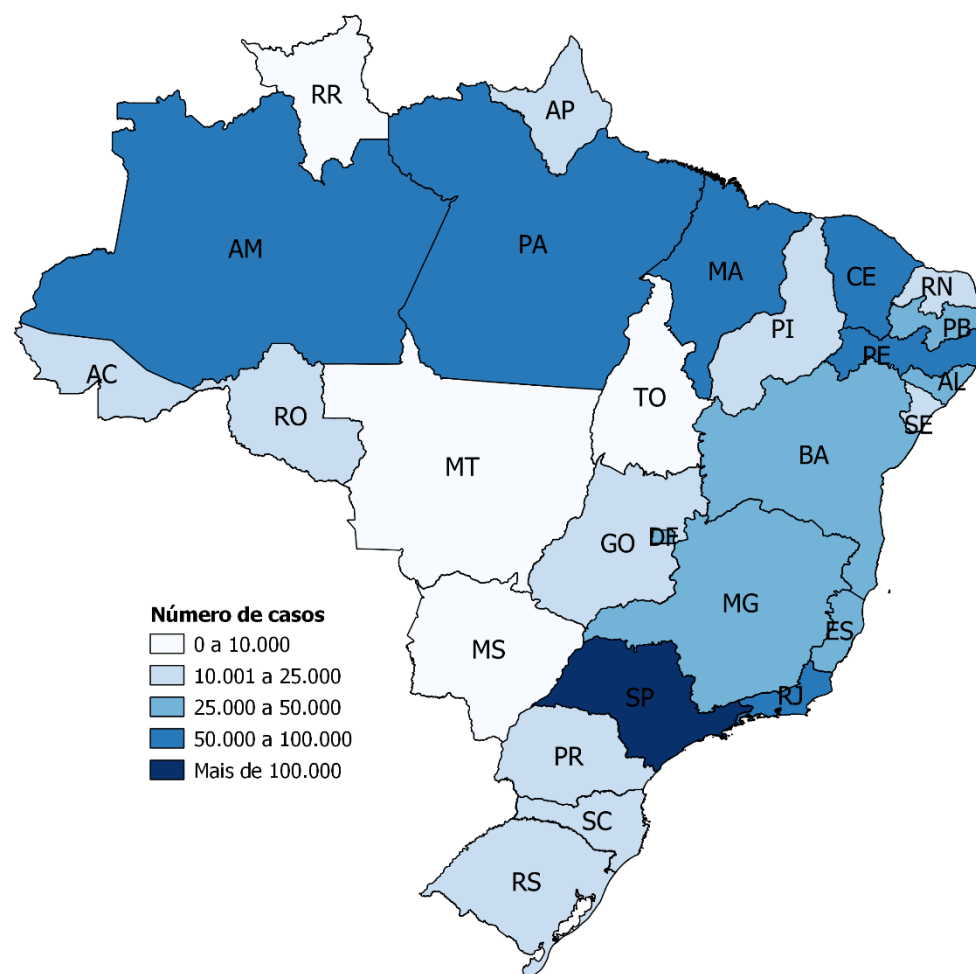 RR
AP
AM
PA
MA
CE
RN
PI
PB
PE
AC
AL
TO
RO
SE
BA
MT
GO
DF
MG
ES
MS
SP
RJ
PR
SC
RS
Número de casos
0 a 10.000
10.001 a 25.000
25.000 a 50.000
50.000 a 100.000
Mais de 100.000